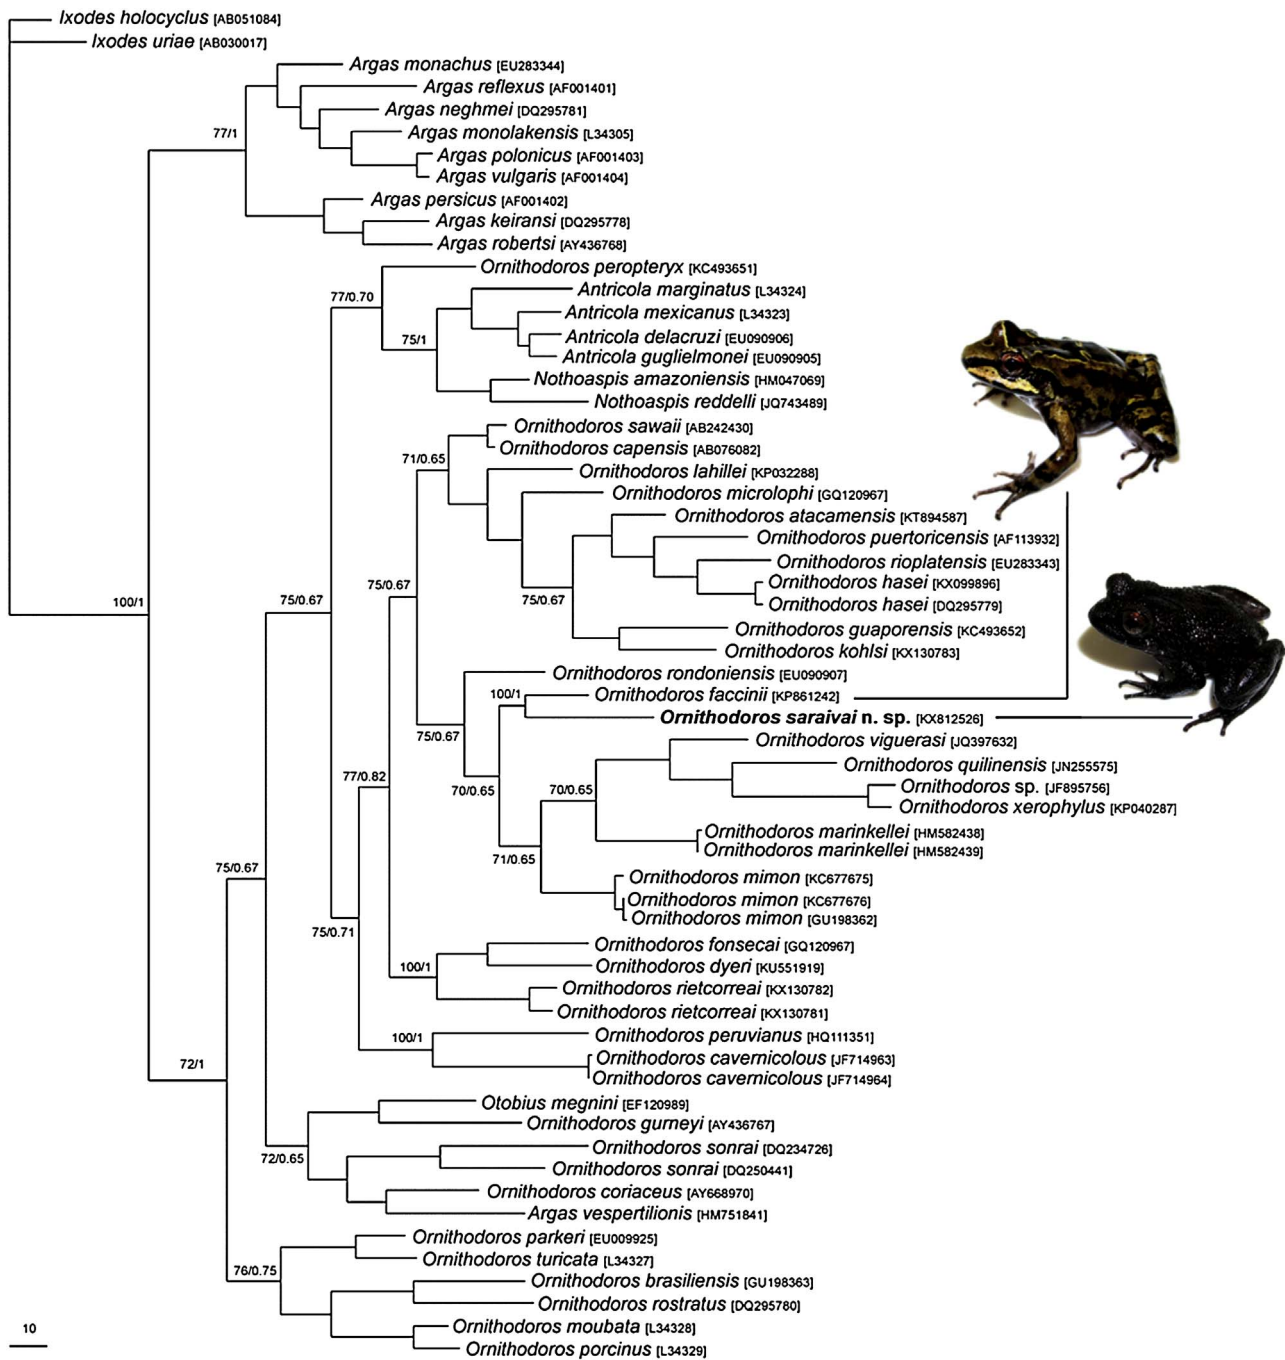 Ixodes holocyclus [AB051084]
Ixodes uriae [AB030017]
Argas monachus [EU283344]
Argas reflexus [AF001401]
Argas neghmei [DQ295781]
Argas monolakensis [L34305]
77/1
Argas polonicus [AF001403]
Argas vulgaris [AF001404]
Argas persicus [AF001402]
Argas keiransi [DQ295778]
Argas robertsi [AY436768]
Ornithodoros peropteryx [KC493651]
Antricola marginatus [L34324]
77/0.70
Antricola mexicanus [L34323]
Antricola delacruzi [EU090906]
75/1
Antricola guglielmonei [EU090905]
Nothoaspis amazoniensis [HM047069]
Nothoaspis reddelli [JQ743489]
Ornithodoros sawaii [AB242430]
Ornithodoros capensis [AB076082]
71/0.65
Ornithodoros lahillei [KP032288]
Ornithodoros microlophi [GQ120967]
Ornithodoros atacamensis [KT894587]
Ornithodoros puertoricensis [AF113932]
Ornithodoros rioplatensis [EU283343]
Ornithodoros hasei [KX099896]
75/0.67
75/0.67
75/0.67
100/1
Ornithodoros hasei [DQ295779]
Ornithodoros guaporensis [KC493652]
Ornithodoros kohlsi [KX130783]
Ornithodoros rondoniensis [EU090907]
100/1
Ornithodoros faccinii [KP861242]
Ornithodoros saraivai n. sp. [KX812526]
75/0.67
Ornithodoros viguerasi [JQ397632]
Ornithodoros quilinensis [JN255575]
77/0.82
70/0.65
70/0.65
Ornithodoros sp. [JF895756]
Ornithodoros xerophylus [KP040287]
Ornithodoros marinkellei [HM582438]
Ornithodoros marinkellei [HM582439]
71/0.65
75/0.67
Ornithodoros mimon [KC677675]
Ornithodoros mimon [KC677676]
Ornithodoros mimon [GU198362]
75/0.71
Ornithodoros fonsecai [GQ120967]
100/1
Ornithodoros dyeri [KU551919]
Ornithodoros rietcorreai [KX130782]
Ornithodoros rietcorreai [KX130781]
100/1
Ornithodoros peruvianus [HQ111351]
Ornithodoros cavernicolous [JF714963]
72/1
Ornithodoros cavernicolous [JF714964]
Otobius megnini [EF120989]
Ornithodoros gurneyi [AY436767]
Ornithodoros sonrai [DQ234726]
72/0.65
Ornithodoros sonrai [DQ250441]
Ornithodoros coriaceus [AY668970]
Argas vespertilionis [HM751841]
Ornithodoros parkeri [EU009925]
Ornithodoros turicata [L34327]
76/0.75
Ornithodoros brasiliensis [GU198363]
Ornithodoros rostratus [DQ295780]
Ornithodoros moubata [L34328]
10
Ornithodoros porcinus [L34329]